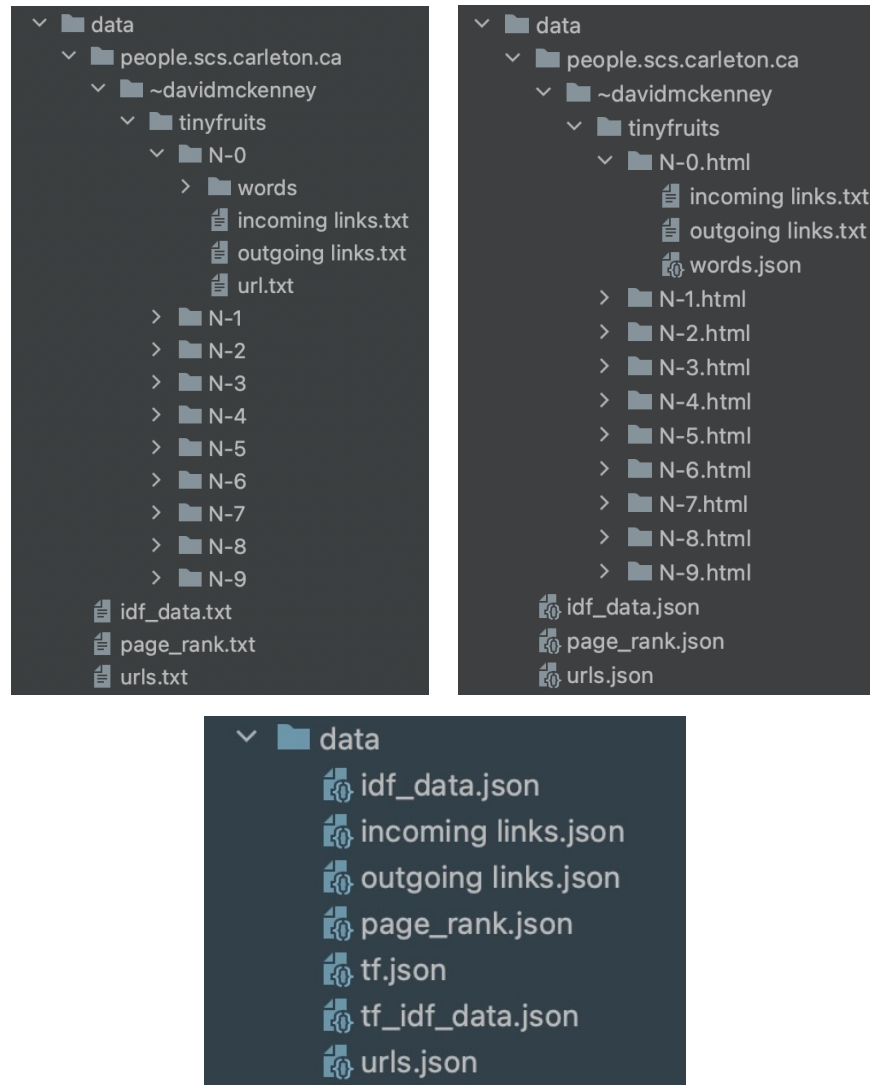 data
people.scs.carleton.ca
~davidmckenney
tinyfruits
N-0
words
incoming links.txt
outgoing links.txt
url.txt
N-1
N-2
N-3
N-4
N-5
N-6
N-7
N-8
N-9
idf_data.txt
page_rank.txt
urls.txt
data
people.scs.carleton.ca
~davidmckenney
tinyfruits
N-0.html
incoming links.txt
outgoing links.txt
words.json
N-1.html
N-2.html
N-3.html
N-4.html
N-5.html
N-6.html
N-7.html
N-8.html
N-9.html
idf_data.json
page_rank.json
urls.json
data
idf_data.json
incoming links.json
outgoing links.json
page_rank.json
tf.json
tf_idf_data.json
urls.json